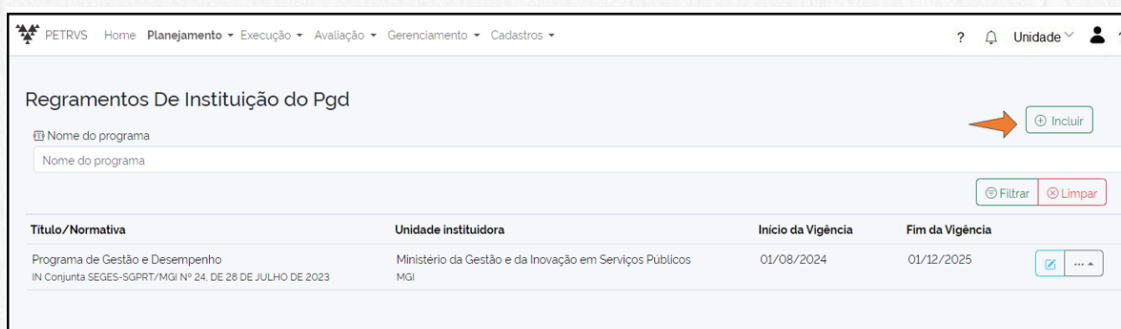 PETRVS Home Planejamento Execução Avaliação Gerenciamento Cadastros ? Unidade
Regramentos De Instituição do Pgd
Incluir
Nome do programa
Nome do programa
Filtrar Limpar
Título/Normativa Unidade instituidora Início da Vigência Fim da Vigência
Programa de Gestão e Desempenho Ministério da Gestão e da Inovação em Serviços Públicos 01/08/2024 01/12/2025
IN Conjunta SEGES-SGPRT/MGI Nº 24, DE 28 DE JULHO DE 2023 MGI